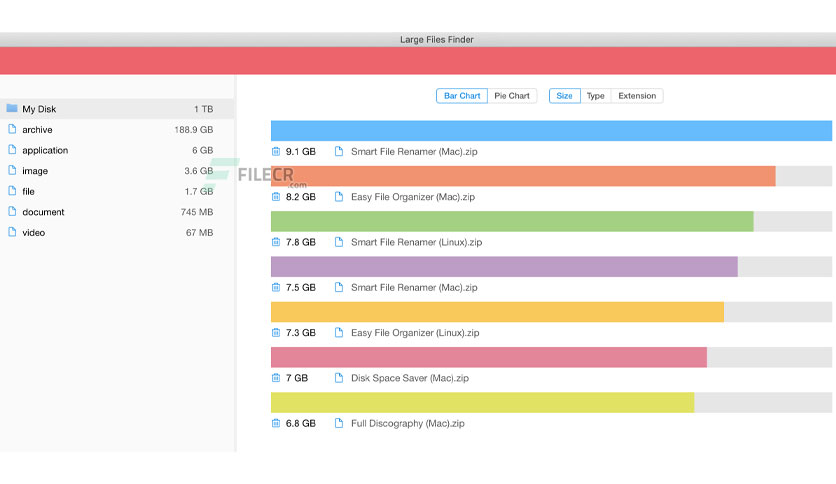 Large Files Finder
Bar Chart Pie Chart Size Type Extension
My Disk 1 TB
archive 188.9 GB
application 6 GB
image 3.6 GB
file 1.7 GB
document 745 MB
video 67 MB
FILECR
.com
9.1 GB Smart File Renamer (Mac).zip
8.2 GB Easy File Organizer (Mac).zip
7.8 GB Smart File Renamer (Linux).zip
7.5 GB Smart File Renamer (Mac).zip
7.3 GB Easy File Organizer (Linux).zip
7 GB Disk Space Saver (Mac).zip
6.8 GB Full Discography (Mac).zip